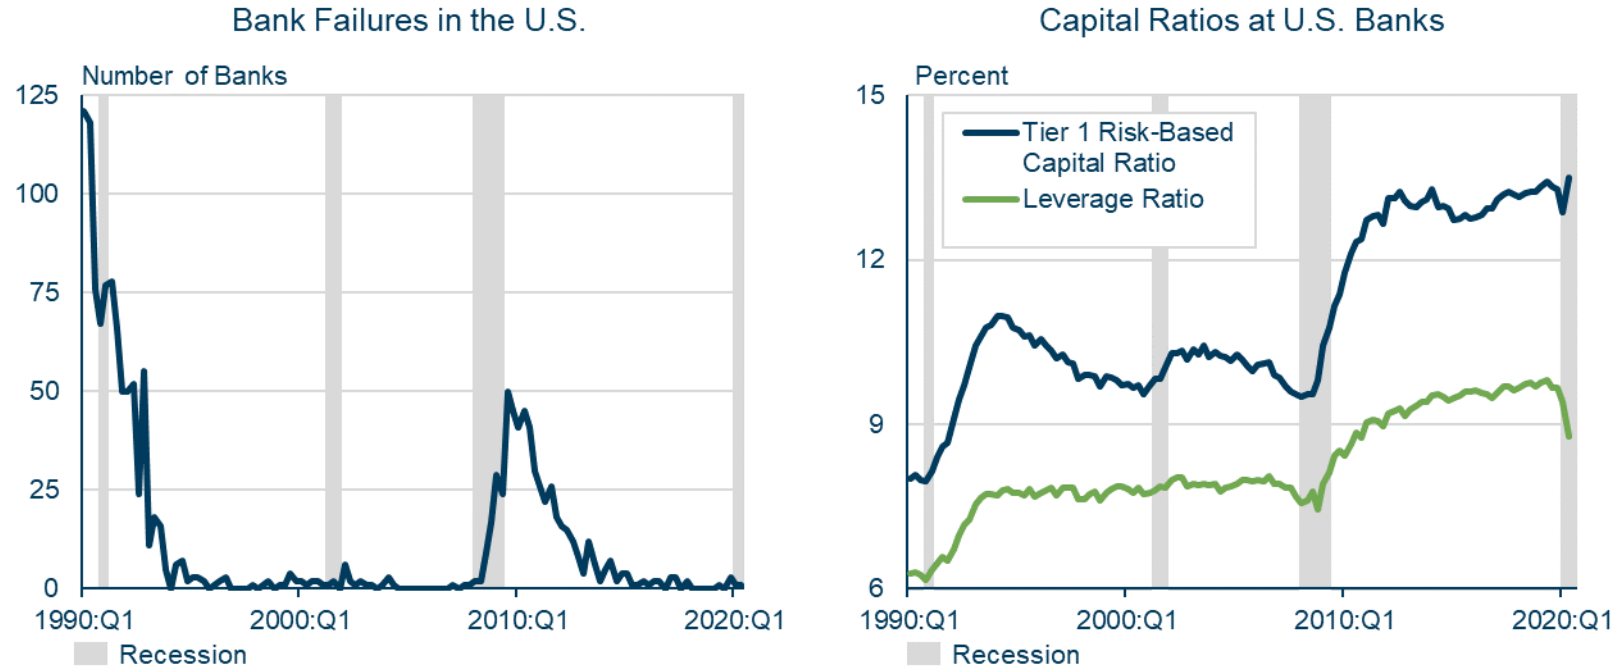 Bank Failures in the U.S.
Number of Banks
125
100
75
50
25
0
1990:Q1 2000:Q1 2010:Q1 2020:Q1
Recession
Capital Ratios at U.S. Banks
Percent
15
12
9
6
Tier 1 Risk-Based
Capital Ratio
Leverage Ratio
1990:Q1 2000:Q1 2010:Q1 2020:Q1
Recession